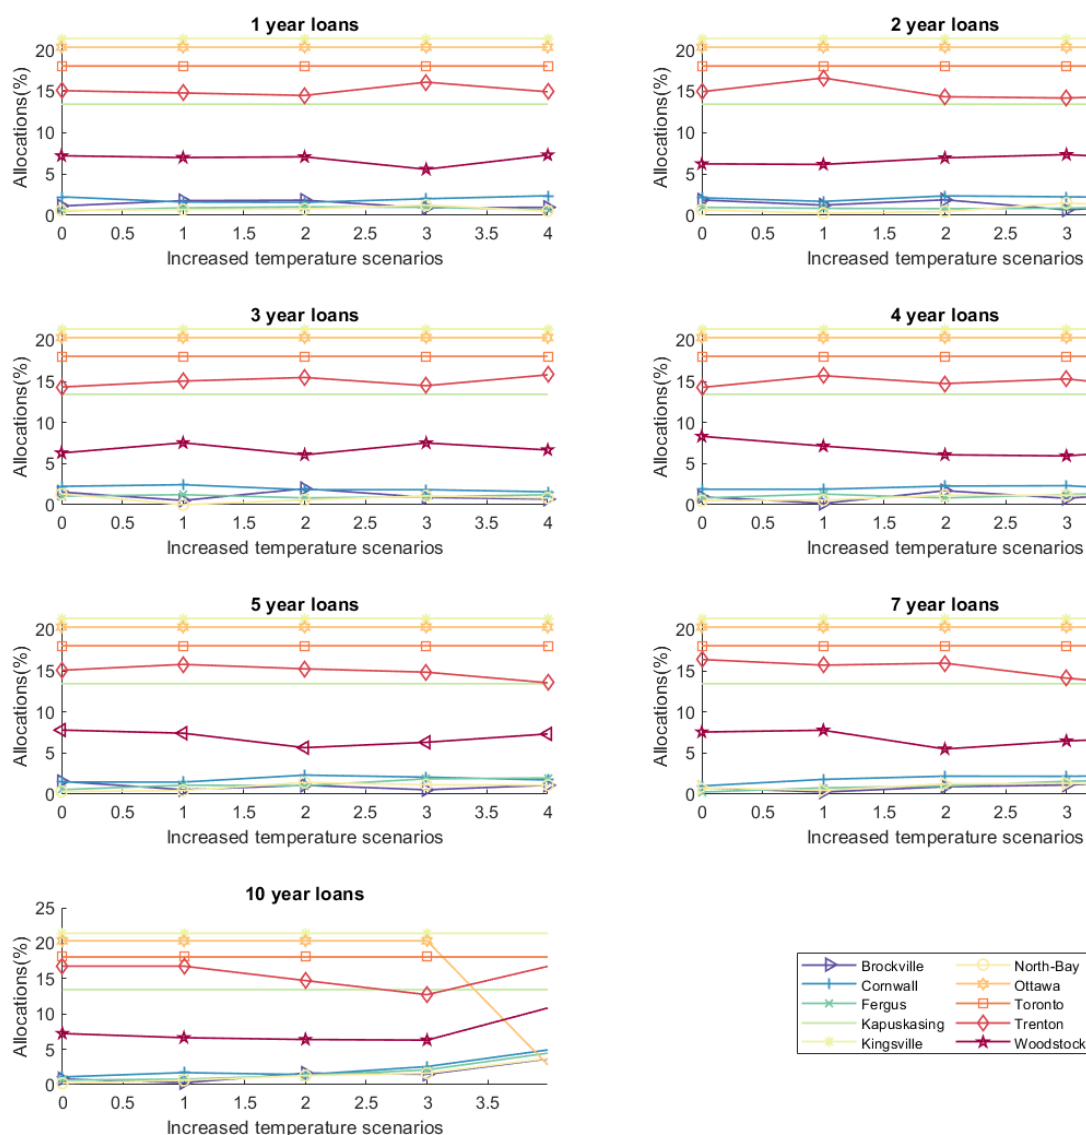 1 year loans
20
15
10
5
0
Allocations(%)
0 0.5 1 1.5 2 2.5 3 3.5 4
Increased temperature scenarios
2 year loans
20
15
10
5
0
Allocations(%)
0 0.5 1 1.5 2 2.5 3
Increased temperature scenarios
3 year loans
20
15
10
5
0
Allocations(%)
0 0.5 1 1.5 2 2.5 3 3.5 4
Increased temperature scenarios
4 year loans
20
15
10
5
0
Allocations(%)
0 0.5 1 1.5 2 2.5 3
Increased temperature scenarios
5 year loans
20
15
10
5
0
Allocations(%)
0 0.5 1 1.5 2 2.5 3 3.5 4
Increased temperature scenarios
7 year loans
20
15
10
5
0
Allocations(%)
0 0.5 1 1.5 2 2.5 3
Increased temperature scenarios
10 year loans
25
20
15
10
5
0
Allocations(%)
0 0.5 1 1.5 2 2.5 3 3.5
Increased temperature scenarios
Brockville
Cornwall
Fergus
Kapuskasing
Kingsville
North-Bay
Ottawa
Toronto
Trenton
Woodstock